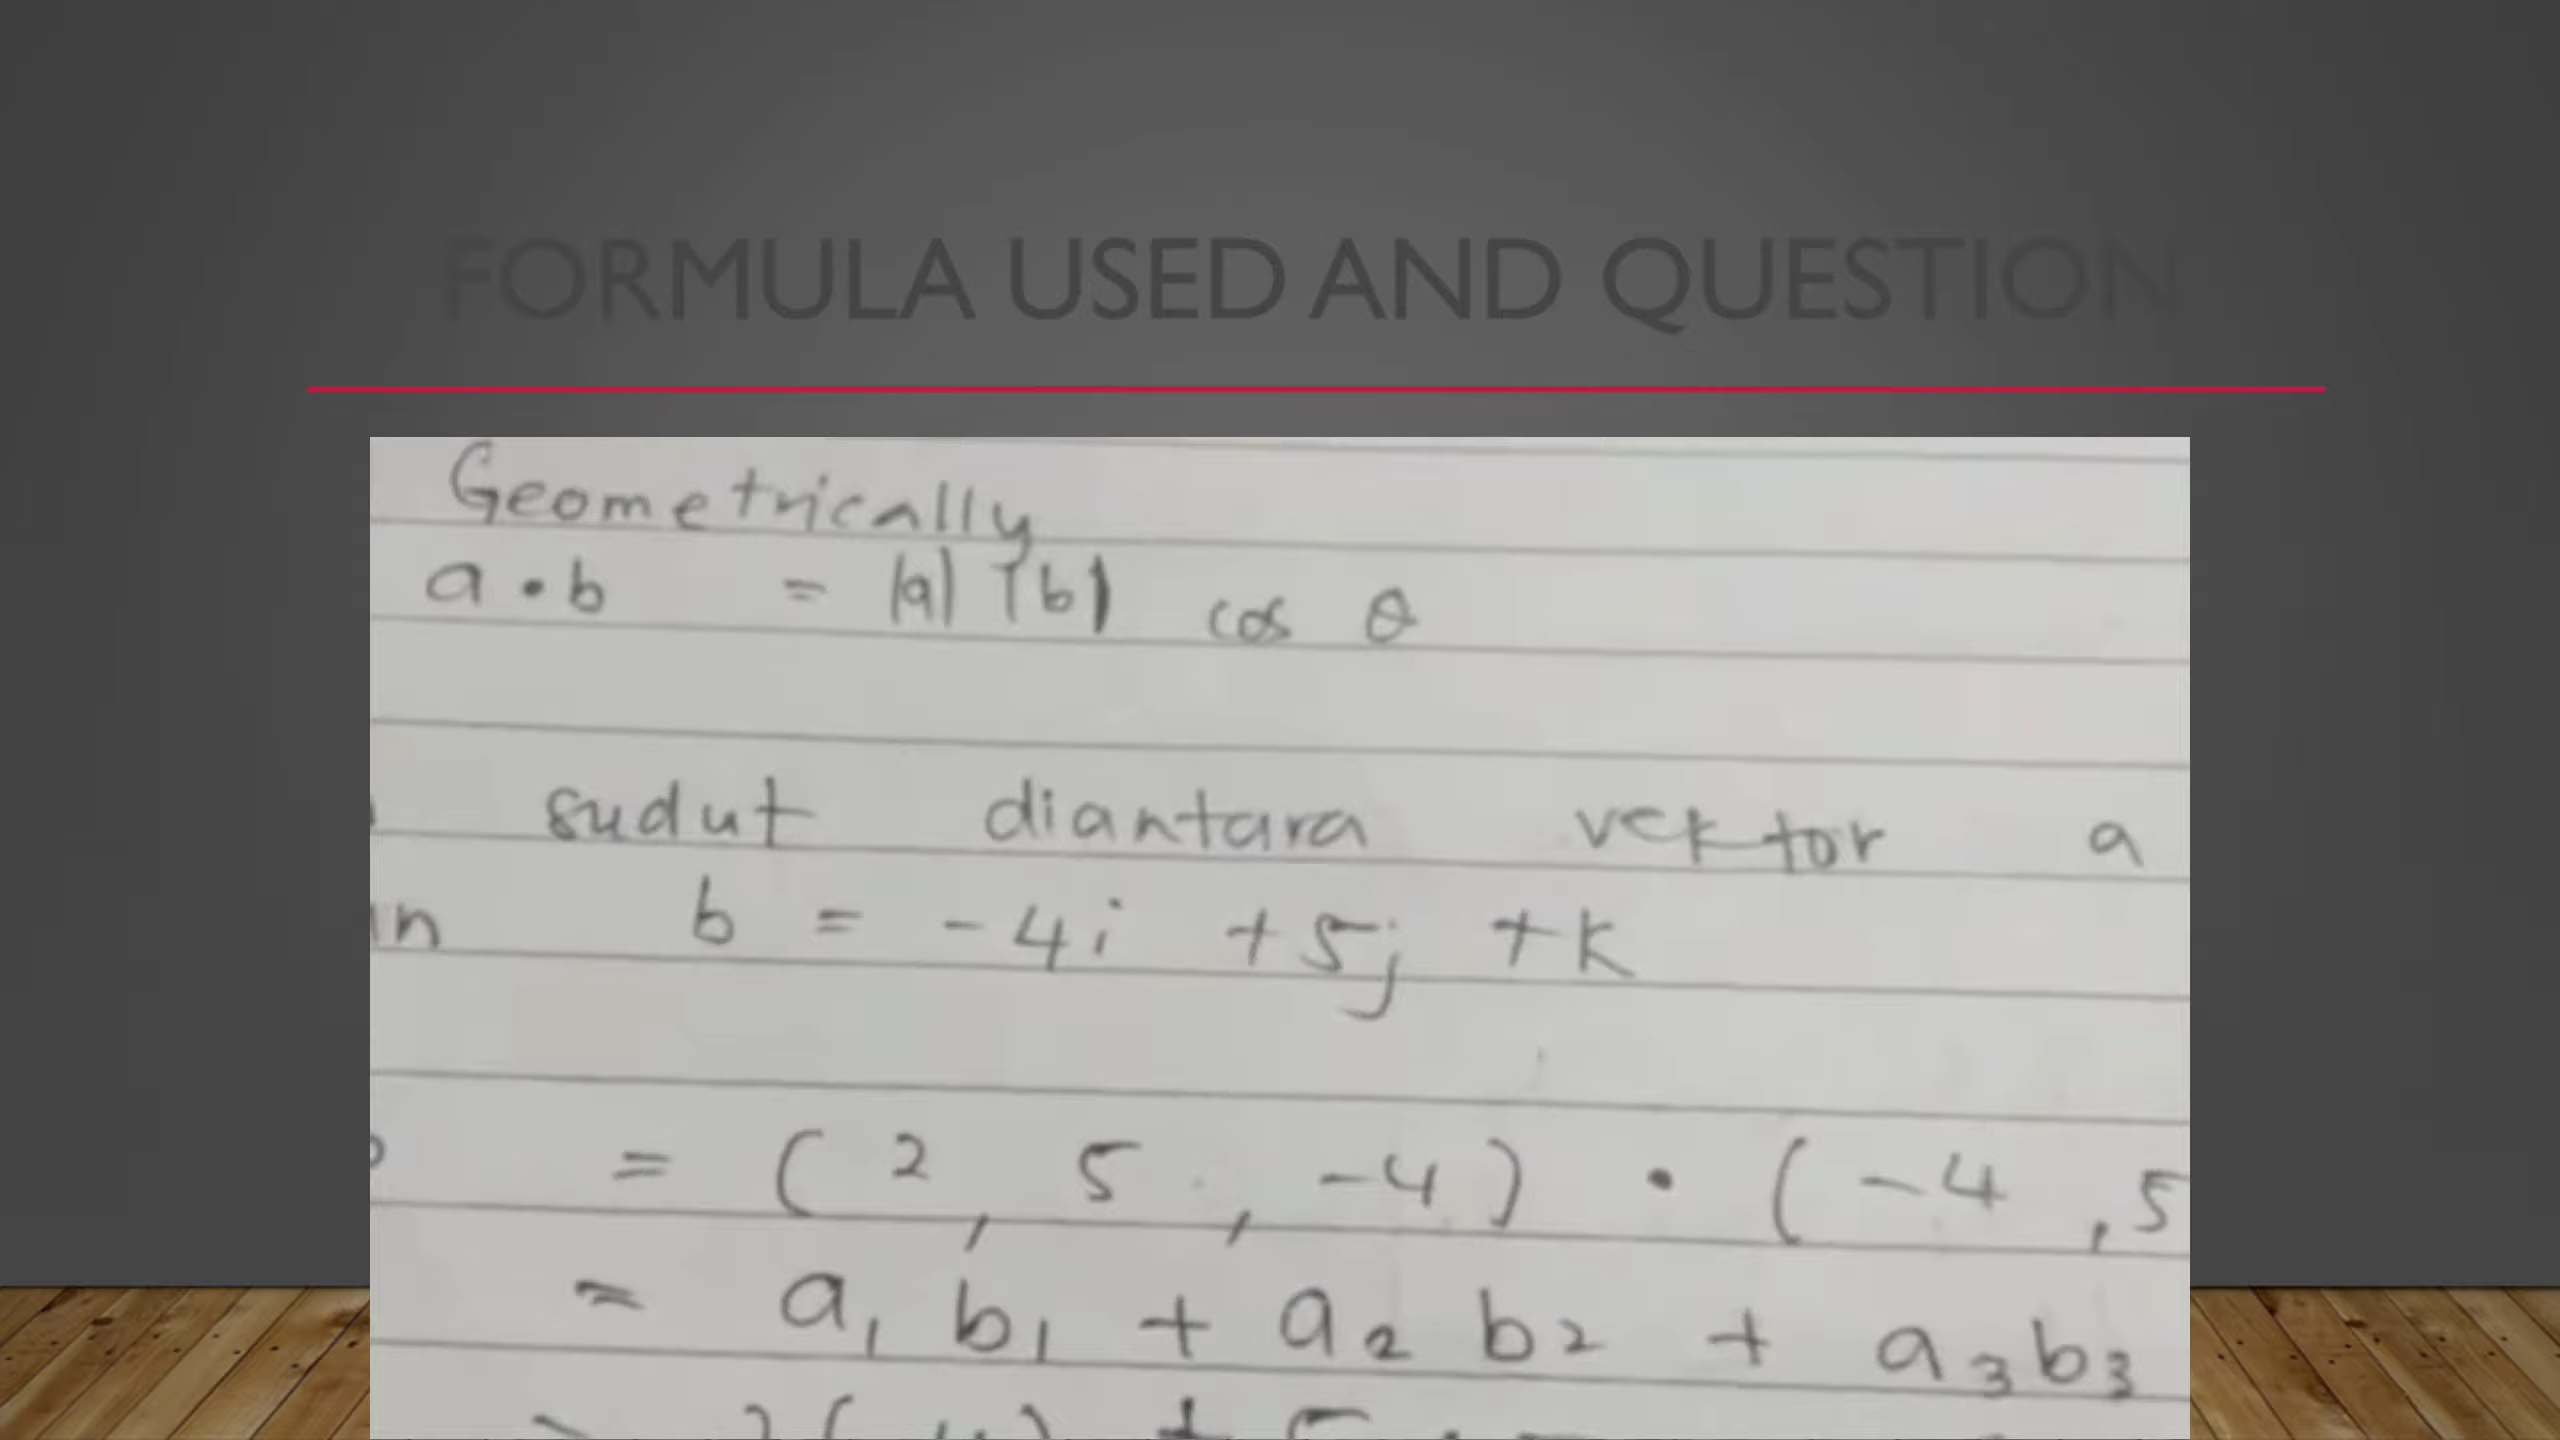 FORMULA USED AND QUESTION
Geometrically
a • b = |a| |b| cos θ
sudut diantara vektor a
b = -4i + 5j + k
= (2, 5, -4) • (-4, 5
= a₁ b₁ + a₂ b₂ + a₃ b₃